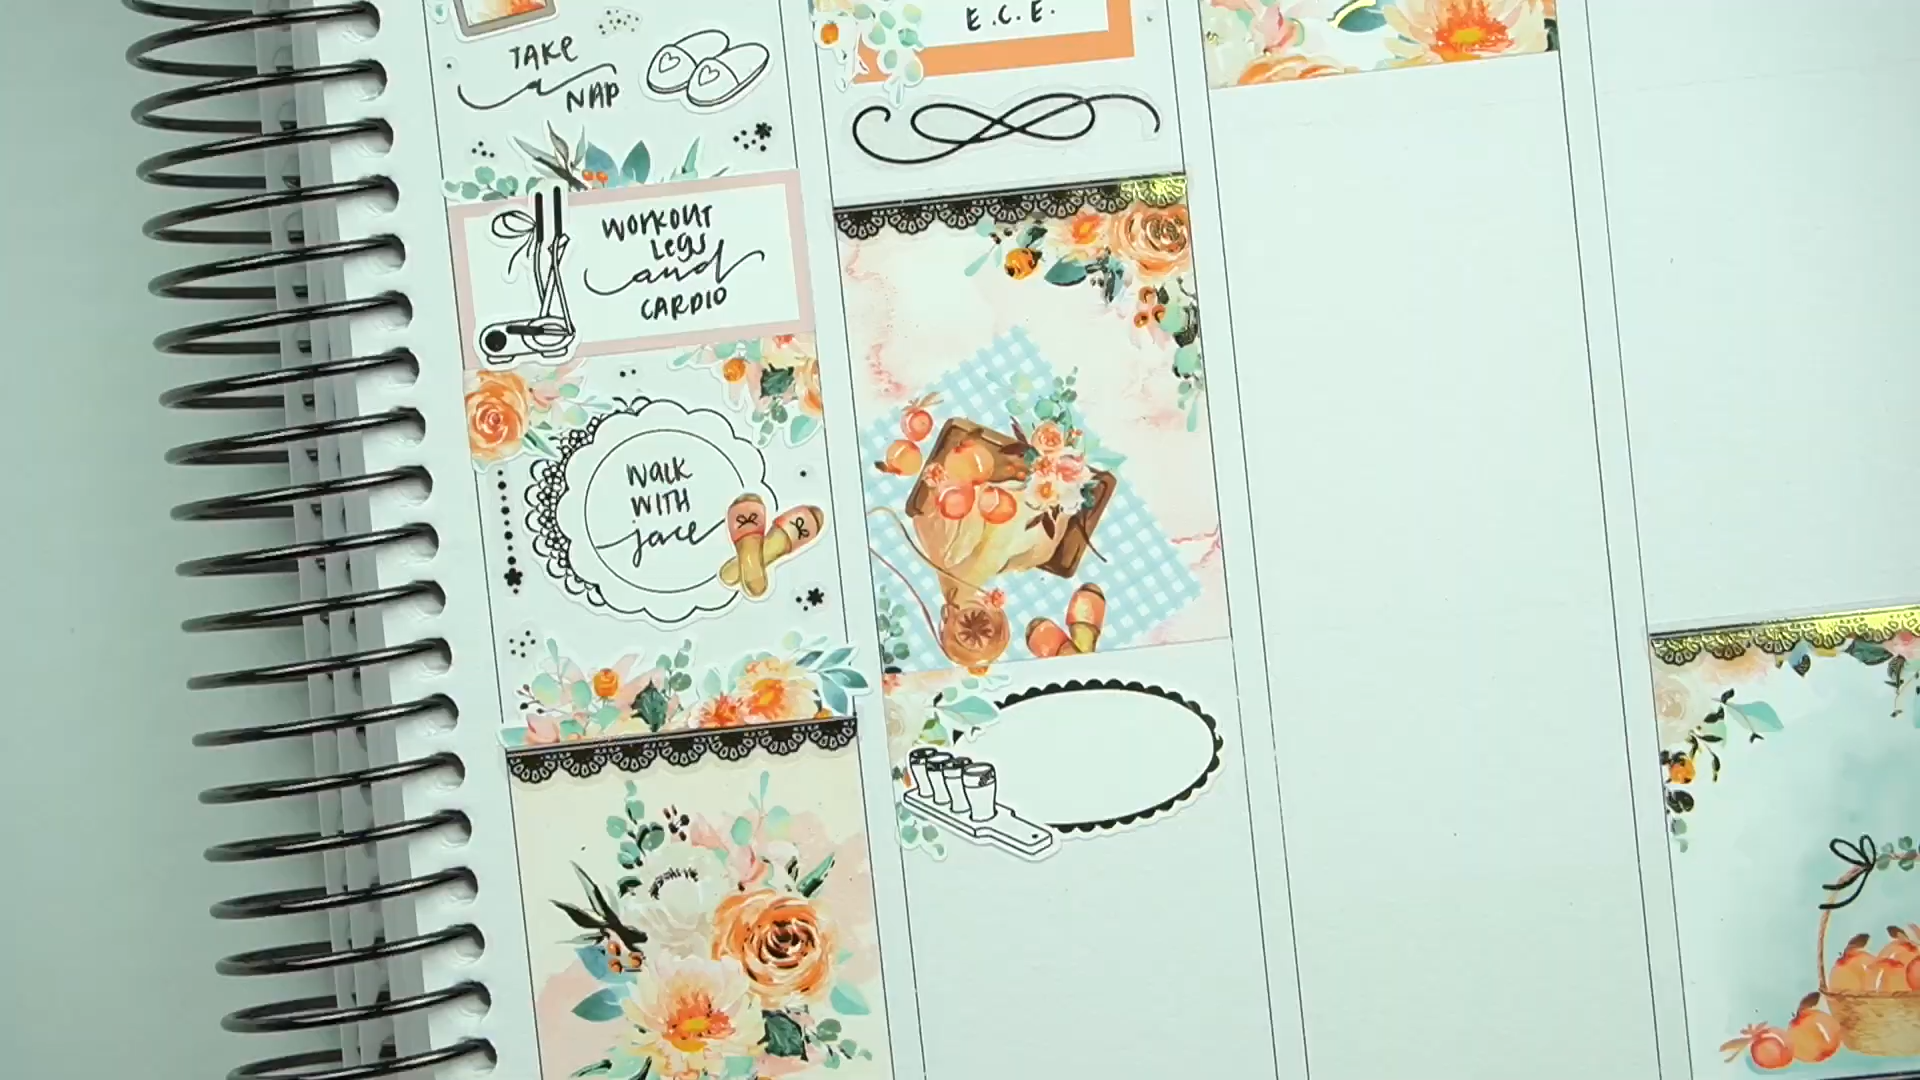 TAKE
a
NAP
E.C.E.
WORKOUT
LEGS
and
CARDIO
WALK
WITH
jace